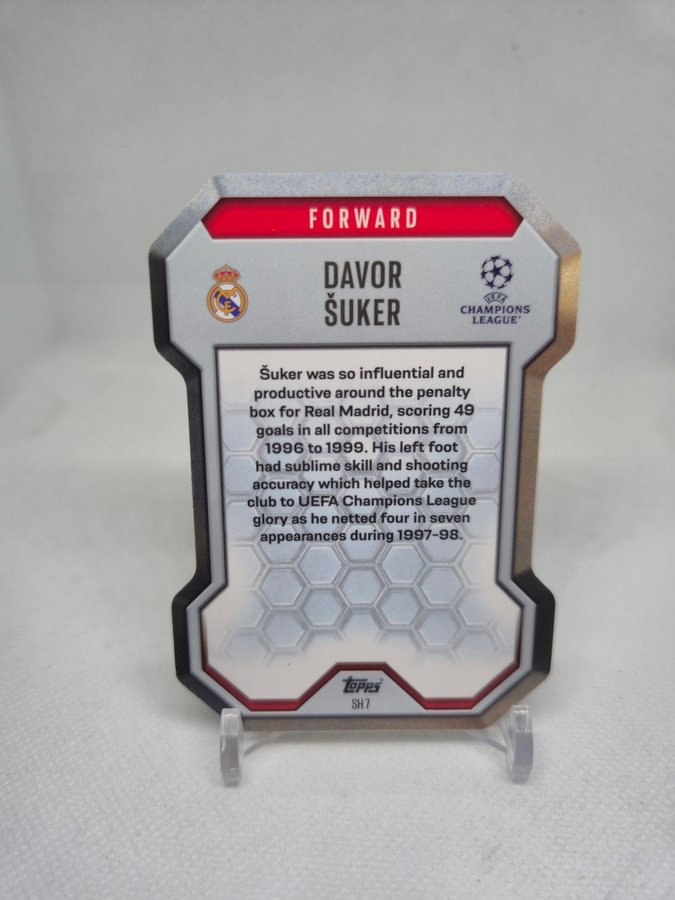 FORWARD
DAVOR
ŠUKER
UEFA
CHAMPIONS
LEAGUE
Šuker was so influential and
productive around the penalty
box for Real Madrid, scoring 49
goals in all competitions from
1996 to 1999. His left foot
had sublime skill and shooting
accuracy which helped take the
club to UEFA Champions League
glory as he netted four in seven
appearances during 1997-98.
Topps
SH 7